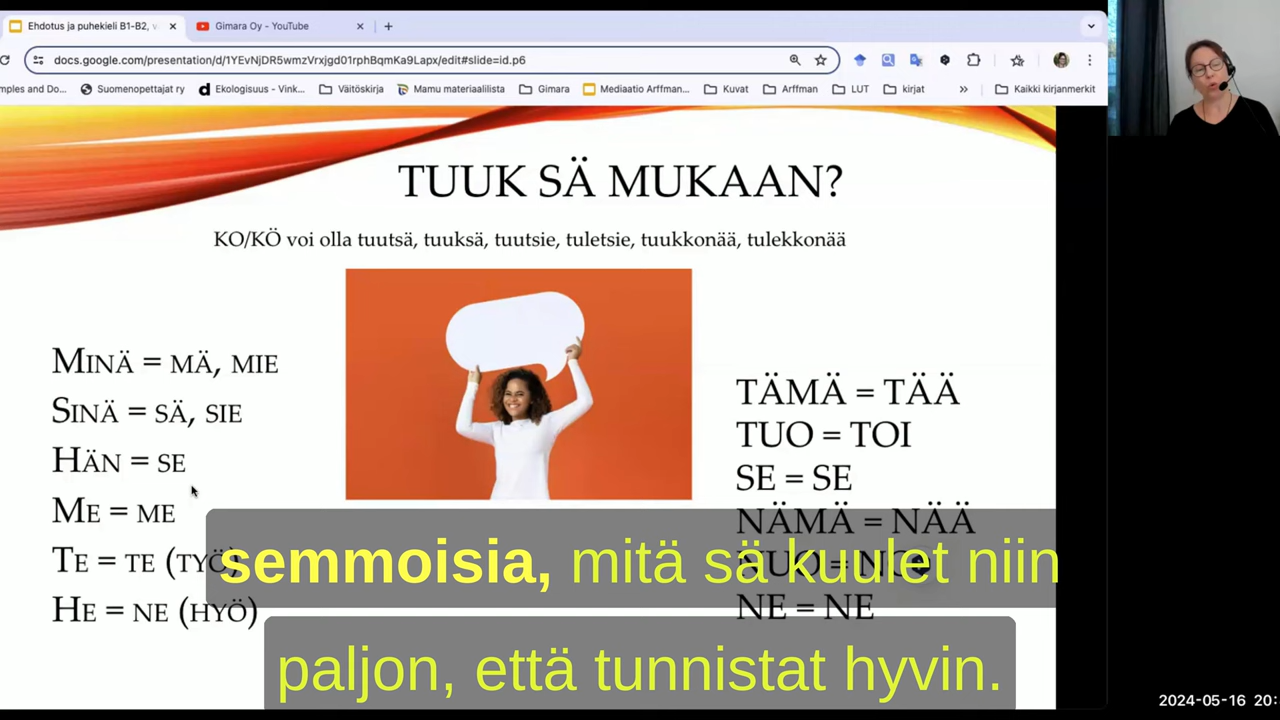 Ehdotus ja puhekieli B1-B2, v
Gimara Oy - YouTube
docs.google.com/presentation/d/1YEvNjDR5wmzVrxjgd01rphBqmKa9Lapx/edit#slide=id.p6
mples and Do...
Suomenopettajat ry
Ekologisuus - Vink...
Väitöskirja
Mamu materiaalilista
Gimara
Mediaatio Arffman...
Kuvat
Arffman
LUT
kirjat
»
Kaikki kirjanmerkit
TUUK SÄ MUKAAN?
KO/KÖ voi olla tuutsä, tuuksä, tuutsie, tuletsie, tuukkonää, tulekkonää
MINÄ = MÄ, MIE
SINÄ = SÄ, SIE
HÄN = SE
ME = ME
TE = TE (TYÖ)
HE = NE (HYÖ)
TÄMÄ = TÄÄ
TUO = TOI
SE = SE
NÄMÄ = NÄÄ
NUO =
NE = NE
semmoisia, mitä sä kuulet niin
paljon, että tunnistat hyvin.
2024-05-16 20: